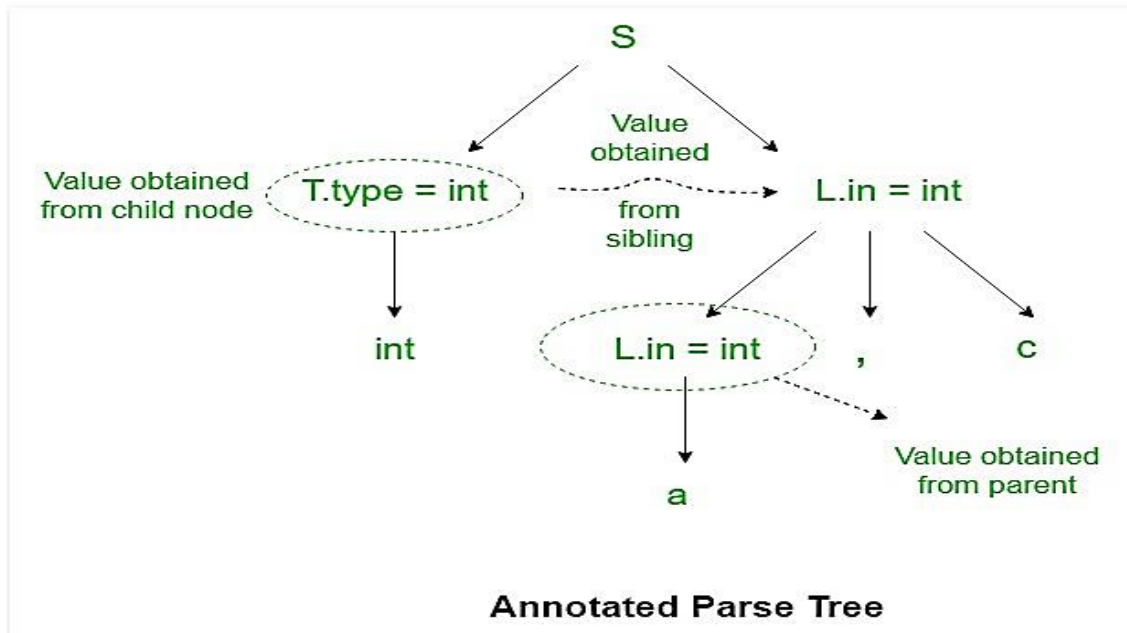 S
Value
obtained
from
sibling
Value obtained
from child node
T.type = int
L.in = int
int
L.in = int
,
c
a
Value obtained
from parent
Annotated Parse Tree